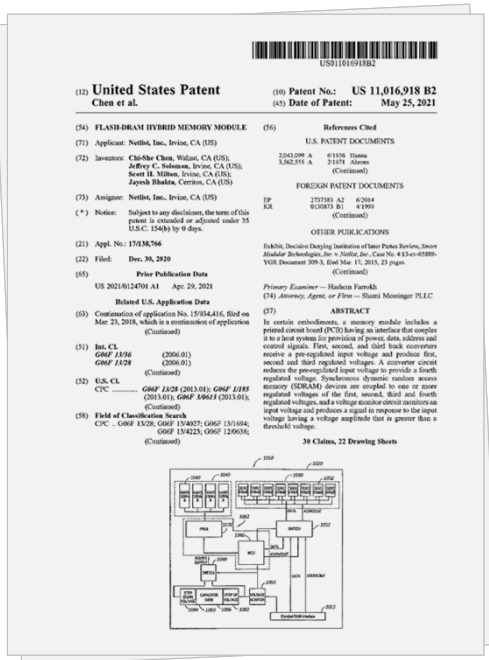 US011016918B2
(12) United States Patent
Chen et al.
(10) Patent No.: US 11,016,918 B2
(45) Date of Patent: May 25, 2021
(54) FLASH-DRAM HYBRID MEMORY MODULE
(71) Applicant: Netlist, Inc., Irvine, CA (US)
(72) Inventors: Chi-She Chen, Walnut, CA (US);
Jeffrey C. Solomon, Irvine, CA (US);
Scott H. Milton, Irvine, CA (US);
Jayesh Bhakta, Cerritos, CA (US)
(73) Assignee: Netlist, Inc., Irvine, CA (US)
( * ) Notice: Subject to any disclaimer, the term of this
patent is extended or adjusted under 35
U.S.C. 154(b) by 0 days.
(21) Appl. No.: 17/138,766
(22) Filed: Dec. 30, 2020
(65) Prior Publication Data
US 2021/0124701 A1 Apr. 29, 2021
Related U.S. Application Data
(63) Continuation of application No. 15/934,416, filed on
Mar. 23, 2018, which is a continuation of application
(Continued)
(51) Int. Cl.
G06F 13/36 (2006.01)
G06F 13/28 (2006.01)
(52) U.S. Cl.
CPC G06F 13/28 (2013.01); G06F 1/185
(2013.01); G06F 3/0613 (2013.01);
(Continued)
(58) Field of Classification Search
CPC .. G06F 13/28; G06F 13/4027; G06F 13/1694;
G06F 13/4223; G06F 12/0638;
(Continued)
(56) References Cited
U.S. PATENT DOCUMENTS
2,043,099 A 6/1936 Hanna
3,562,555 A 2/1971 Ahrons
(Continued)
FOREIGN PATENT DOCUMENTS
EP 2737383 A2 6/2014
KR 0130873 B1 4/1999
OTHER PUBLICATIONS
Exhibit, Decision Denying Institution of Inter Partes Review, Smart
Modular Technologies, Inc. v. Netlist, Inc., Case No. 4:13-cv-05889-
YGR Document 309-3, filed Mar. 17, 2015, 23 pages.
(Continued)
Primary Examiner — Hashem Farrokh
(74) Attorney, Agent, or Firm — Shami Messinger PLLC
(57) ABSTRACT
In certain embodiments, a memory module includes a
printed circuit board (PCB) having an interface that couples
it to a host system for provision of power, data, address and
control signals. First, second, and third buck converters
receive a pre-regulated input voltage and produce first,
second and third regulated voltages. A converter circuit
reduces the pre-regulated input voltage to provide a fourth
regulated voltage. Synchronous dynamic random access
memory (SDRAM) devices are coupled to one or more
regulated voltages of the first, second, third and fourth
regulated voltages, and a voltage monitor circuit monitors an
input voltage and produces a signal in response to the input
voltage having a voltage amplitude that is greater than a
threshold voltage.
30 Claims, 22 Drawing Sheets